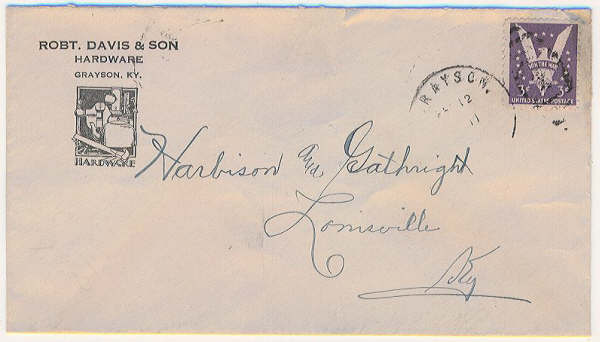 ROBT. DAVIS & SON
HARDWARE
GRAYSON, KY.
HARDWARE
RAYSON,
12
11
WIN THE WAR
3
UNITED STATES POSTAGE
Harbison and Gathright
Louisville
Ky